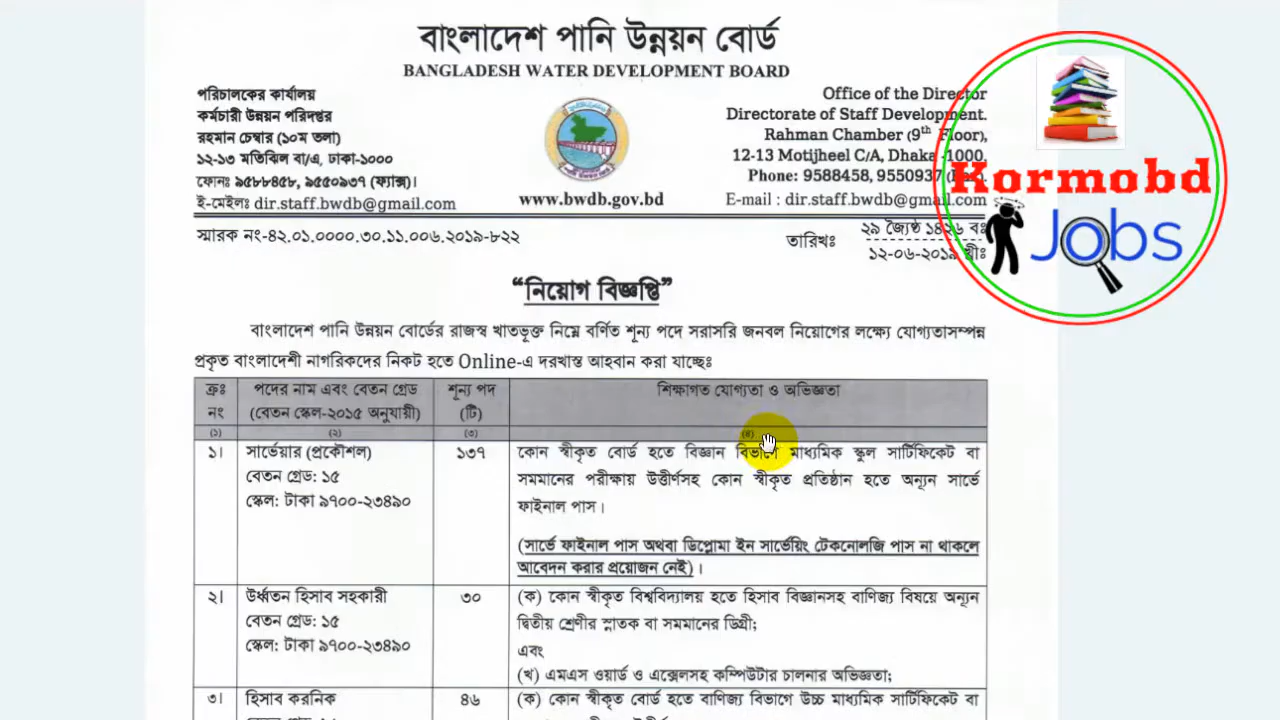 বাংলাদেশ পানি উন্নয়ন বোর্ড
BANGLADESH WATER DEVELOPMENT BOARD
পরিচালকের কার্যালয়
কর্মচারী উন্নয়ন পরিদপ্তর
রহমান চেম্বার (১০ম তলা)
১২-১৩ মতিঝিল বা/এ, ঢাকা-১০০০
ফোনঃ ৯৫৮৮৪৫৮, ৯৫৫০৯৩৭ (ফ্যাক্স)।
ই-মেইলঃ dir.staff.bwdb@gmail.com
www.bwdb.gov.bd
Office of the Director
Directorate of Staff Development.
Rahman Chamber (9th Floor),
12-13 Motijheel C/A, Dhaka -1000.
Phone: 9588458, 9550937
E-mail : dir.staff.bwdb@gmail.com
Kormobd
Jobs
স্মারক নং-৪২.০১.০০০০.৩০.১১.০০৬.২০১৯-৮২২
তারিখঃ
২৯ জ্যৈষ্ঠ ১৪২৬ বঃ
১২-০৬-২০১৯ খ্রীঃ
“নিয়োগ বিজ্ঞপ্তি”
বাংলাদেশ পানি উন্নয়ন বোর্ডের রাজস্ব খাতভূক্ত নিম্নে বর্ণিত শূন্য পদে সরাসরি জনবল নিয়োগের লক্ষ্যে যোগ্যতাসম্পন্ন
প্রকৃত বাংলাদেশী নাগরিকদের নিকট হতে Online-এ দরখাস্ত আহবান করা যাচ্ছেঃ
ক্রঃ নং
পদের নাম এবং বেতন গ্রেড
(বেতন স্কেল-২০১৫ অনুযায়ী)
শূন্য পদ
(টি)
শিক্ষাগত যোগ্যতা ও অভিজ্ঞতা
(১) (২) (৩) (৪)
১। সার্ভেয়ার (প্রকৌশল)
বেতন গ্রেড: ১৫
স্কেল: টাকা ৯৭০০-২৩৪৯০
১৩৭
কোন স্বীকৃত বোর্ড হতে বিজ্ঞান বিভাগে মাধ্যমিক স্কুল সার্টিফিকেট বা
সমমানের পরীক্ষায় উত্তীর্ণসহ কোন স্বীকৃত প্রতিষ্ঠান হতে অন্যূন সার্ভে
ফাইনাল পাস।
(সার্ভে ফাইনাল পাস অথবা ডিপ্লোমা ইন সার্ভেয়িং টেকনোলজি পাস না থাকলে
আবেদন করার প্রয়োজন নেই)।
২। উর্ধ্বতন হিসাব সহকারী
বেতন গ্রেড: ১৫
স্কেল: টাকা ৯৭০০-২৩৪৯০
৩০
(ক) কোন স্বীকৃত বিশ্ববিদ্যালয় হতে হিসাব বিজ্ঞানসহ বাণিজ্য বিষয়ে অন্যূন
দ্বিতীয় শ্রেণীর স্নাতক বা সমমানের ডিগ্রী;
এবং
(খ) এমএস ওয়ার্ড ও এক্সেলসহ কম্পিউটার চালনার অভিজ্ঞতা;
৩। হিসাব করনিক
৪৬
(ক) কোন স্বীকৃত বোর্ড হতে বাণিজ্য বিভাগে উচ্চ মাধ্যমিক সার্টিফিকেট বা